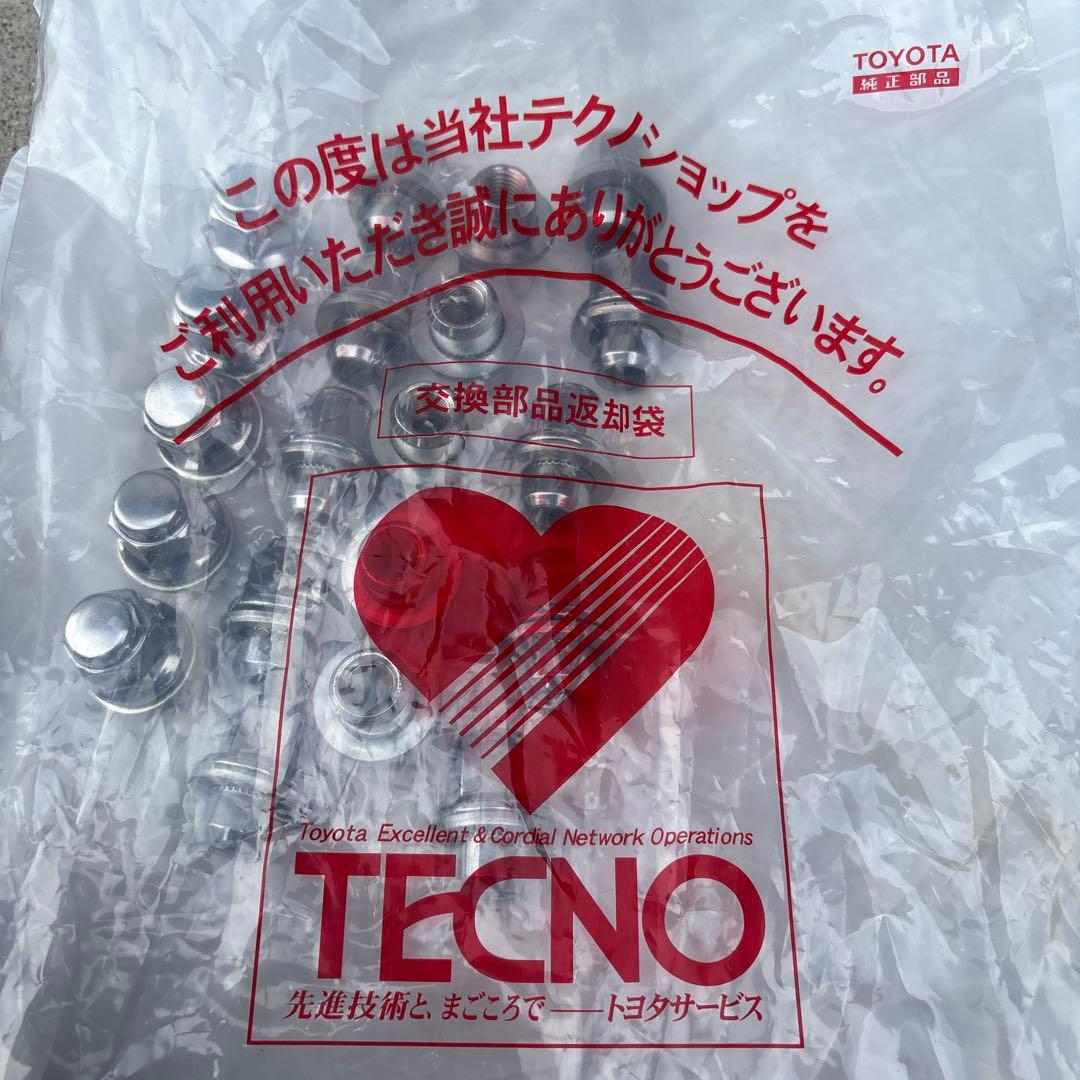 TOYOTA
純正部品
この度は当社テクノショップを
ご利用いただき誠にありがとうございます。
交換部品返却袋
Toyota Excellent & Cordial Network Operations
TECNO
先進技術と、まごころで——トヨタサービス